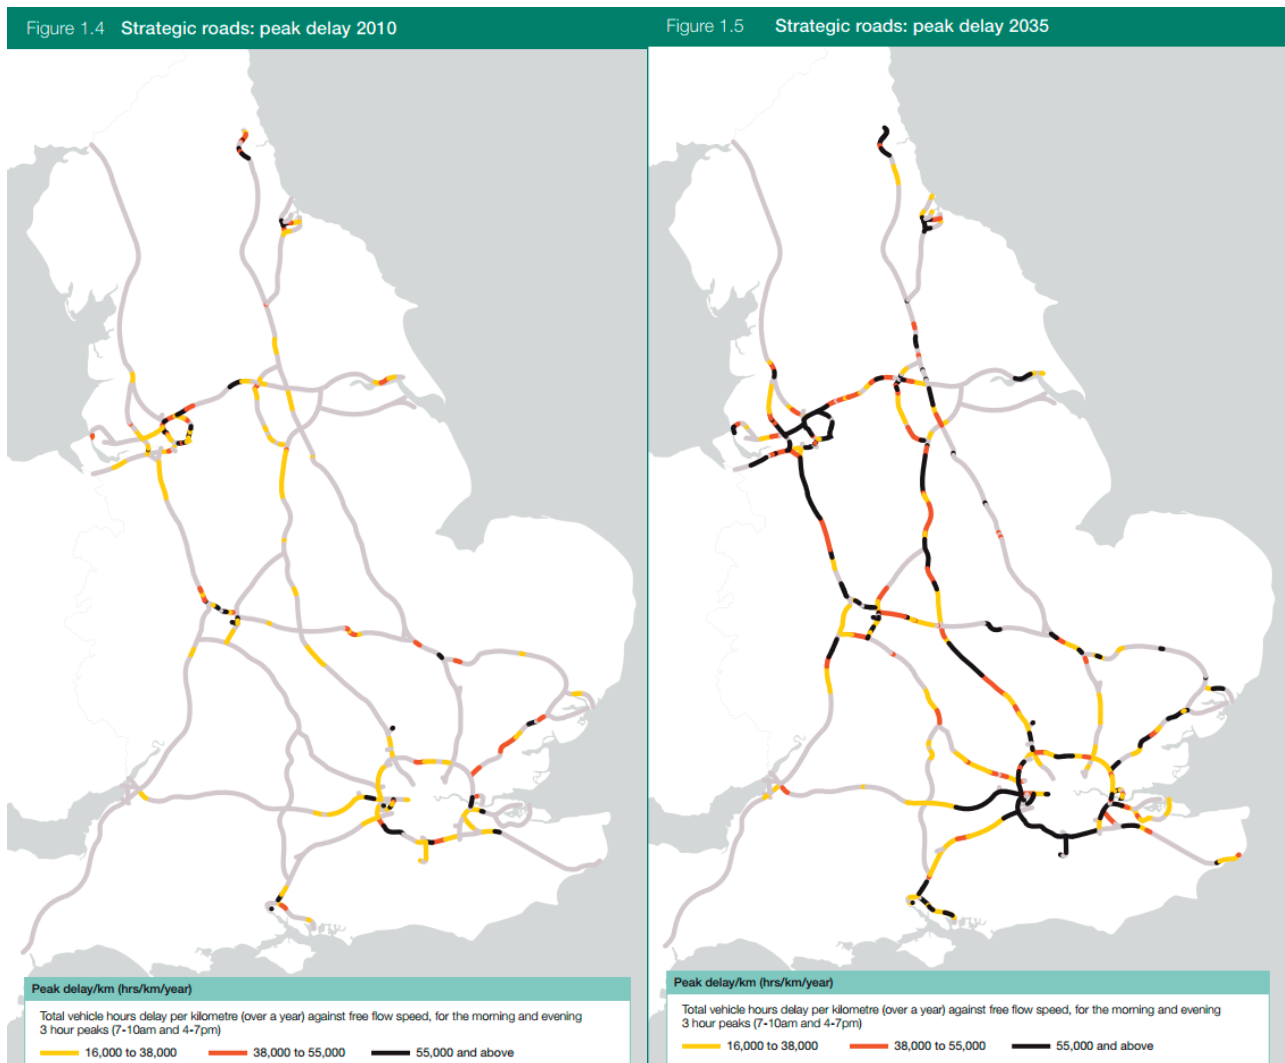 Figure 1.4 Strategic roads: peak delay 2010
Peak delay/km (hrs/km/year)
Total vehicle hours delay per kilometre (over a year) against free flow speed, for the morning and evening
3 hour peaks (7-10am and 4-7pm)
16,000 to 38,000 38,000 to 55,000 55,000 and above
Figure 1.5 Strategic roads: peak delay 2035
Peak delay/km (hrs/km/year)
Total vehicle hours delay per kilometre (over a year) against free flow speed, for the morning and evening
3 hour peaks (7-10am and 4-7pm)
16,000 to 38,000 38,000 to 55,000 55,000 and above